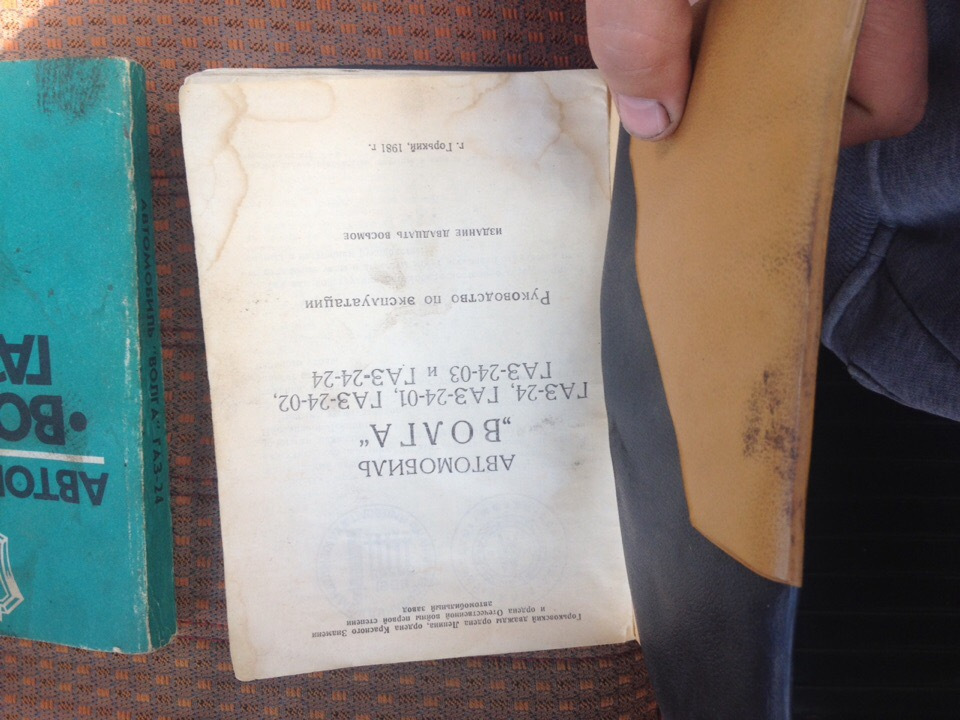 Горьковский дважды ордена Ленина, ордена Красного Знамени
и ордена Отечественной войны первой степени
автомобильный завод
АВТОМОБИЛЬ
„ВОЛГА“
ГАЗ-24, ГАЗ-24-01, ГАЗ-24-02,
ГАЗ-24-03 и ГАЗ-24-24
Руководство по эксплуатации
ИЗДАНИЕ ДВАДЦАТЬ ВОСЬМОЕ
г. Горький, 1981 г.
АВТОМОБИЛЬ "ВОЛГА" ГАЗ-24
АВТОМ
•ВО
ГАЗ